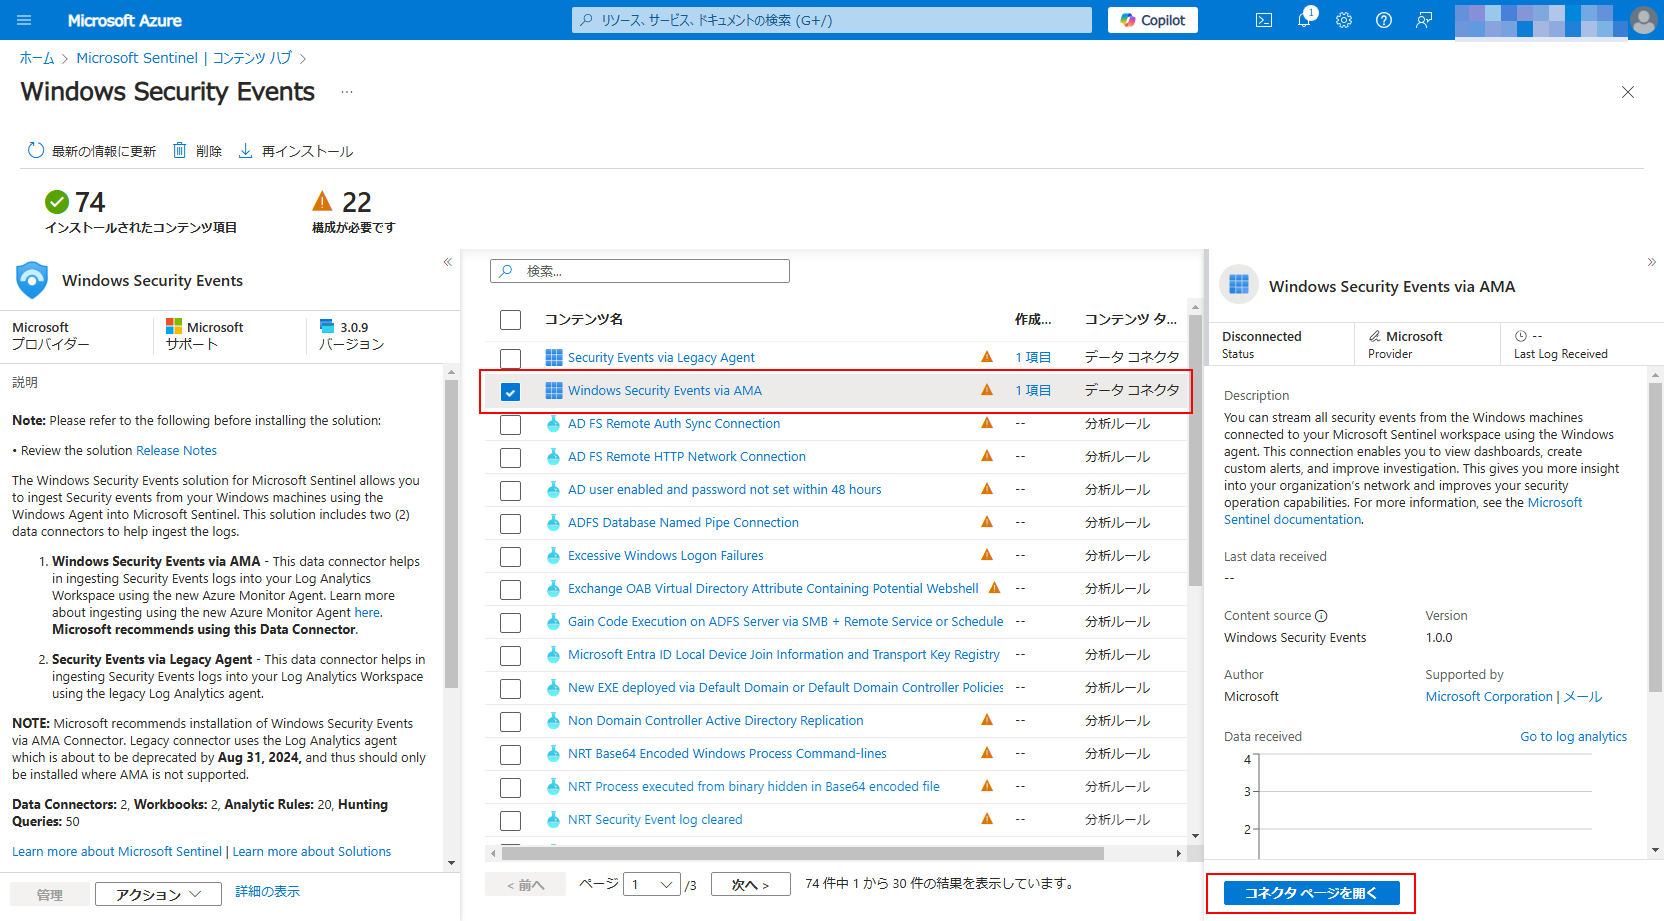 Microsoft Azure
リソース、サービス、ドキュメントの検索 (G+/)
Copilot
1
ホーム > Microsoft Sentinel | コンテンツ ハブ >
Windows Security Events ...
最新の情報に更新 削除 再インストール
74
インストールされたコンテンツ項目
22
構成が必要です
Windows Security Events
Microsoft
プロバイダー
Microsoft
サポート
3.0.9
バージョン
説明
Note: Please refer to the following before installing the solution:
• Review the solution Release Notes
The Windows Security Events solution for Microsoft Sentinel allows you
to ingest Security events from your Windows machines using the
Windows Agent into Microsoft Sentinel. This solution includes two (2)
data connectors to help ingest the logs.
1. Windows Security Events via AMA - This data connector helps
in ingesting Security Events logs into your Log Analytics
Workspace using the new Azure Monitor Agent. Learn more
about ingesting using the new Azure Monitor Agent here.
Microsoft recommends using this Data Connector.
2. Security Events via Legacy Agent - This data connector helps in
ingesting Security Events logs into your Log Analytics Workspace
using the legacy Log Analytics agent.
NOTE: Microsoft recommends installation of Windows Security Events
via AMA Connector. Legacy connector uses the Log Analytics agent
which is about to be deprecated by Aug 31, 2024, and thus should only
be installed where AMA is not supported.
Data Connectors: 2, Workbooks: 2, Analytic Rules: 20, Hunting
Queries: 50
Learn more about Microsoft Sentinel | Learn more about Solutions
管理 アクション 詳細の表示
検索...
コンテンツ名 作成... コンテンツ タ...
Security Events via Legacy Agent 1 項目 データ コネクタ
Windows Security Events via AMA 1 項目 データ コネクタ
AD FS Remote Auth Sync Connection -- 分析ルール
AD FS Remote HTTP Network Connection -- 分析ルール
AD user enabled and password not set within 48 hours -- 分析ルール
ADFS Database Named Pipe Connection -- 分析ルール
Excessive Windows Logon Failures -- 分析ルール
Exchange OAB Virtual Directory Attribute Containing Potential Webshell -- 分析ルール
Gain Code Execution on ADFS Server via SMB + Remote Service or Schedule -- 分析ルール
Microsoft Entra ID Local Device Join Information and Transport Key Registry -- 分析ルール
New EXE deployed via Default Domain or Default Domain Controller Policies -- 分析ルール
Non Domain Controller Active Directory Replication -- 分析ルール
NRT Base64 Encoded Windows Process Command-lines -- 分析ルール
NRT Process executed from binary hidden in Base64 encoded file -- 分析ルール
NRT Security Event log cleared -- 分析ルール
< 前へ ページ 1 /3 次へ > 74 件中 1 から 30 件の結果を表示しています。
Windows Security Events via AMA
Disconnected
Status
Microsoft
Provider
--
Last Log Received
Description
You can stream all security events from the Windows machines
connected to your Microsoft Sentinel workspace using the Windows
agent. This connection enables you to view dashboards, create
custom alerts, and improve investigation. This gives you more insight
into your organization's network and improves your security
operation capabilities. For more information, see the Microsoft
Sentinel documentation.
Last data received
--
Content source Version
Windows Security Events 1.0.0
Author Supported by
Microsoft Microsoft Corporation | メール
Data received Go to log analytics
4
3
2
コネクタ ページを開く